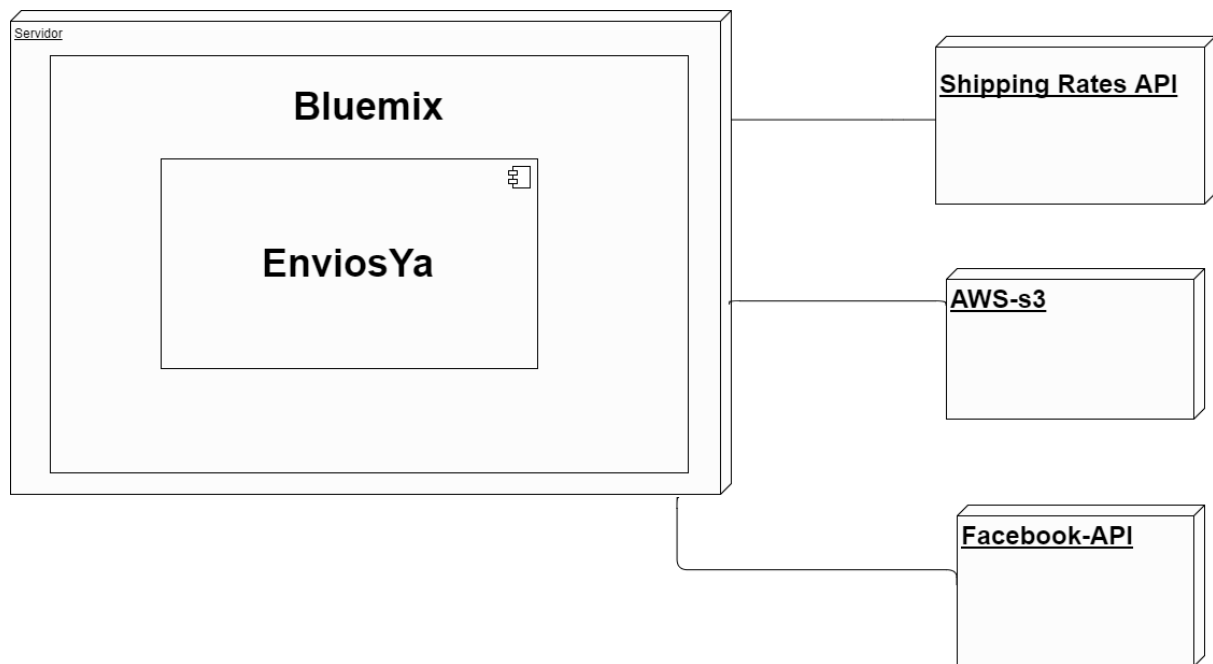 Servidor
Bluemix
EnviosYa
Shipping Rates API
AWS-s3
Facebook-API